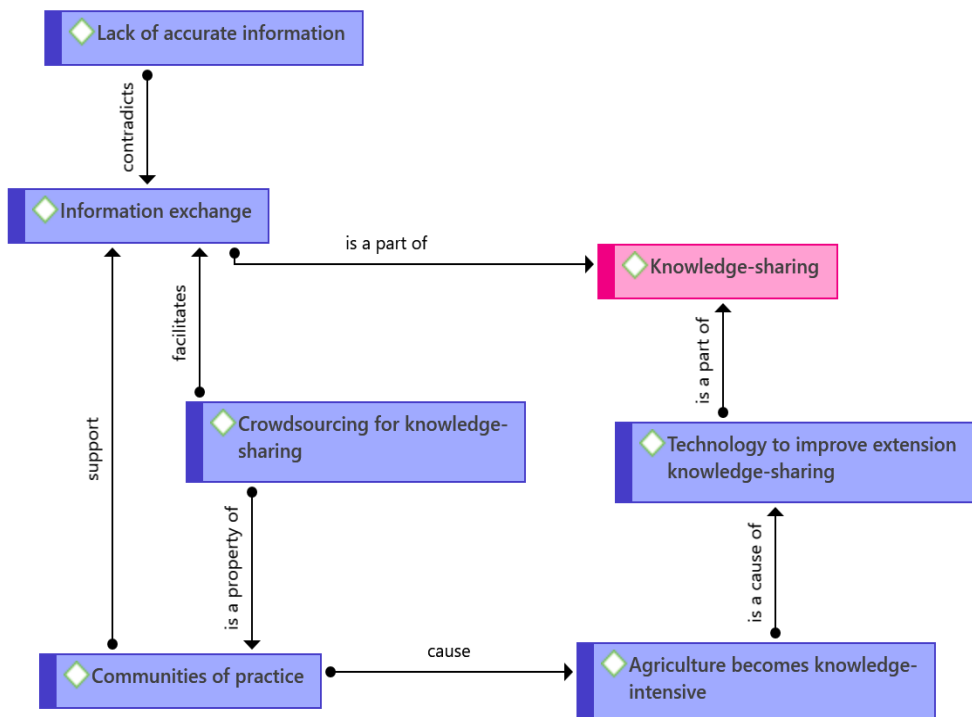 Lack of accurate information
contradicts
Information exchange
is a part of
Knowledge-sharing
facilitates
is a part of
support
Crowdsourcing for knowledge-
sharing
Technology to improve extension
knowledge-sharing
is a property of
is a cause of
Communities of practice
cause
Agriculture becomes knowledge-
intensive